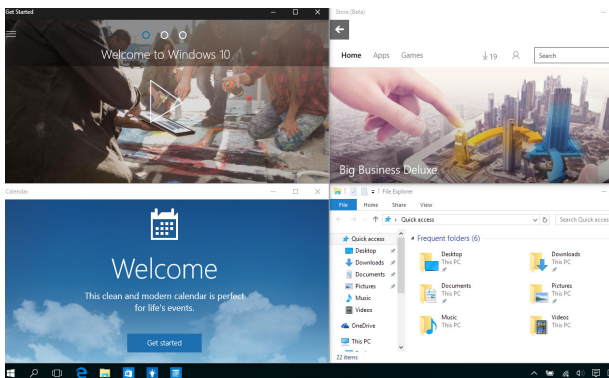 Get Started
Welcome to Windows 10
Store (Beta)
Home Apps Games
19
Search
Big Business Deluxe
Calendar
Welcome
This clean and modern calendar is perfect
for life's events.
Get started
File Explorer
File Home Share View
Quick access
Search Quick acces
Quick access
Desktop
Downloads
Documents
Pictures
Music
Videos
OneDrive
This PC
Frequent folders (6)
Desktop
This PC
Downloads
This PC
Documents
This PC
Pictures
This PC
Music
This PC
Videos
This PC
22 items